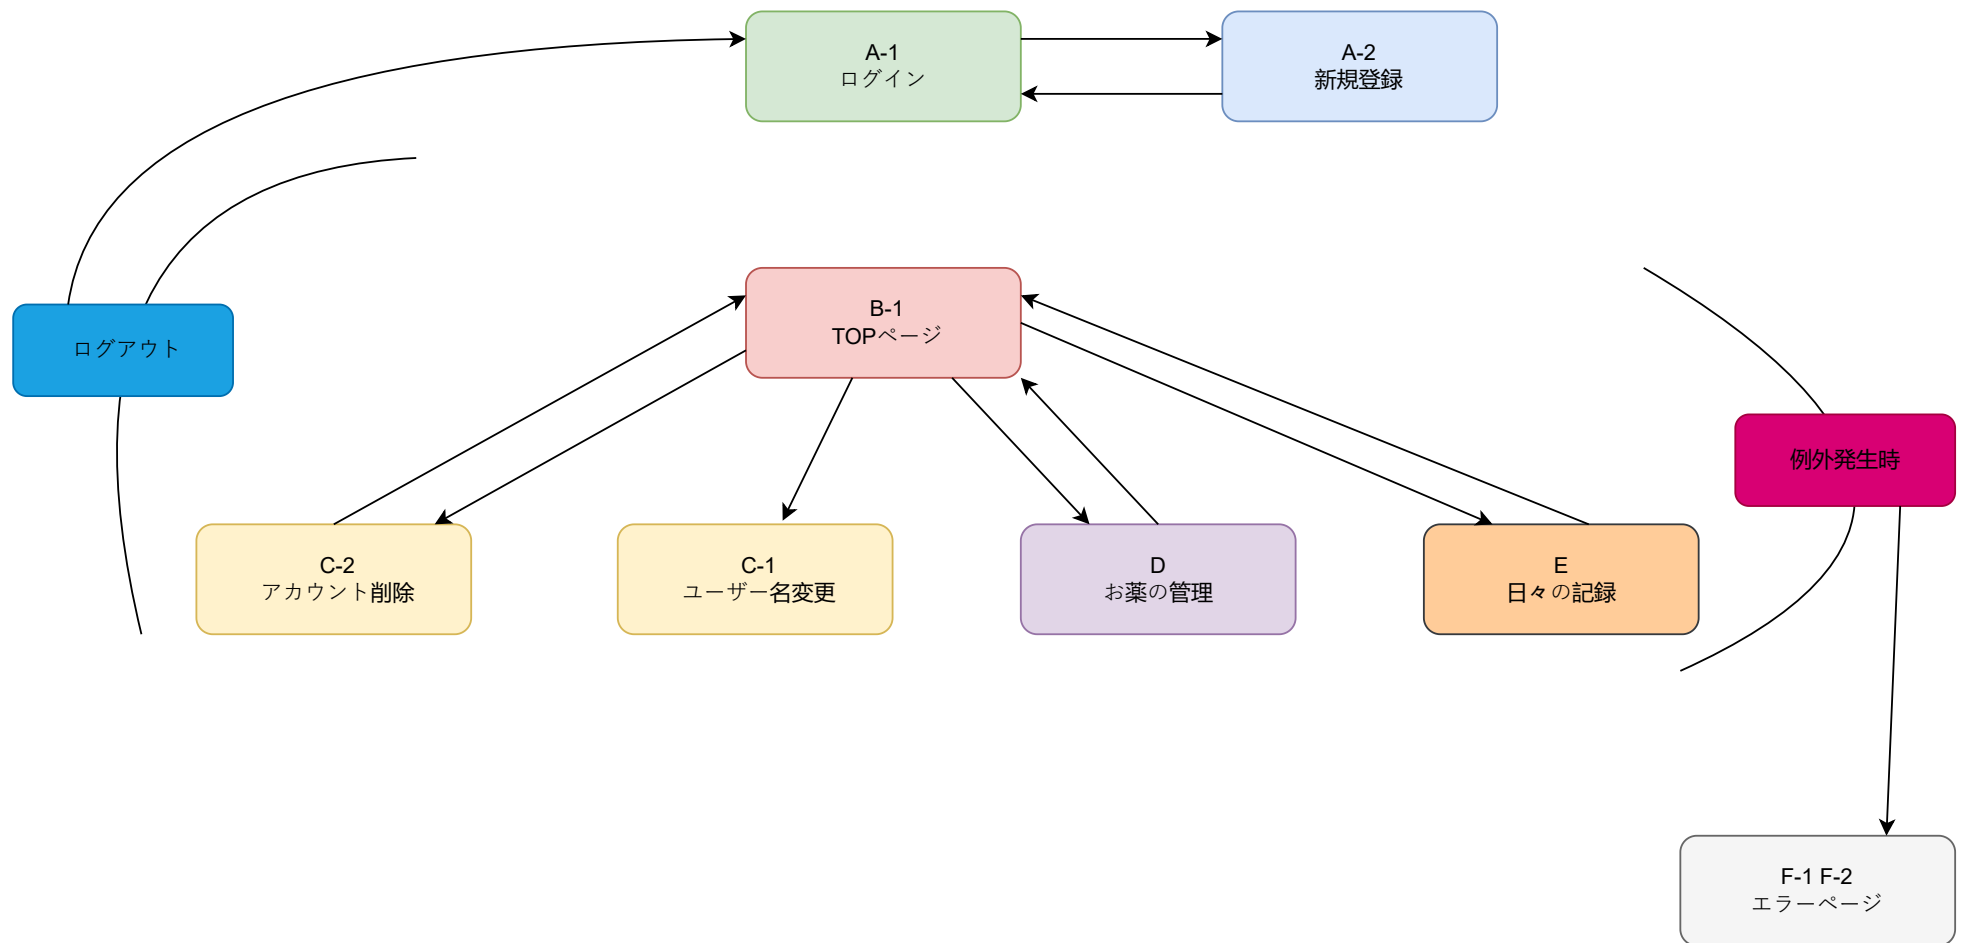 A-1
ログイン
A-2
新規登録
B-1
TOPページ
ログアウト
例外発生時
C-2
アカウント削除
C-1
ユーザー名変更
D
お薬の管理
E
日々の記録
F-1 F-2
エラーページ